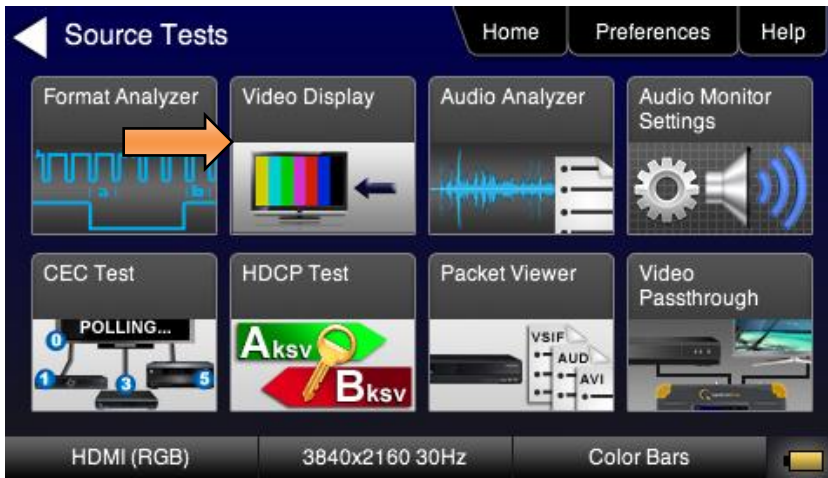 Source Tests
Home
Preferences
Help
Format Analyzer
Video Display
Audio Analyzer
Audio Monitor
Settings
a
b
CEC Test
HDCP Test
Packet Viewer
Video
Passthrough
POLLING...
0
1
3
5
Aksv
Bksv
VSIF
AUD
AVI
HDMI (RGB)
3840x2160 30Hz
Color Bars